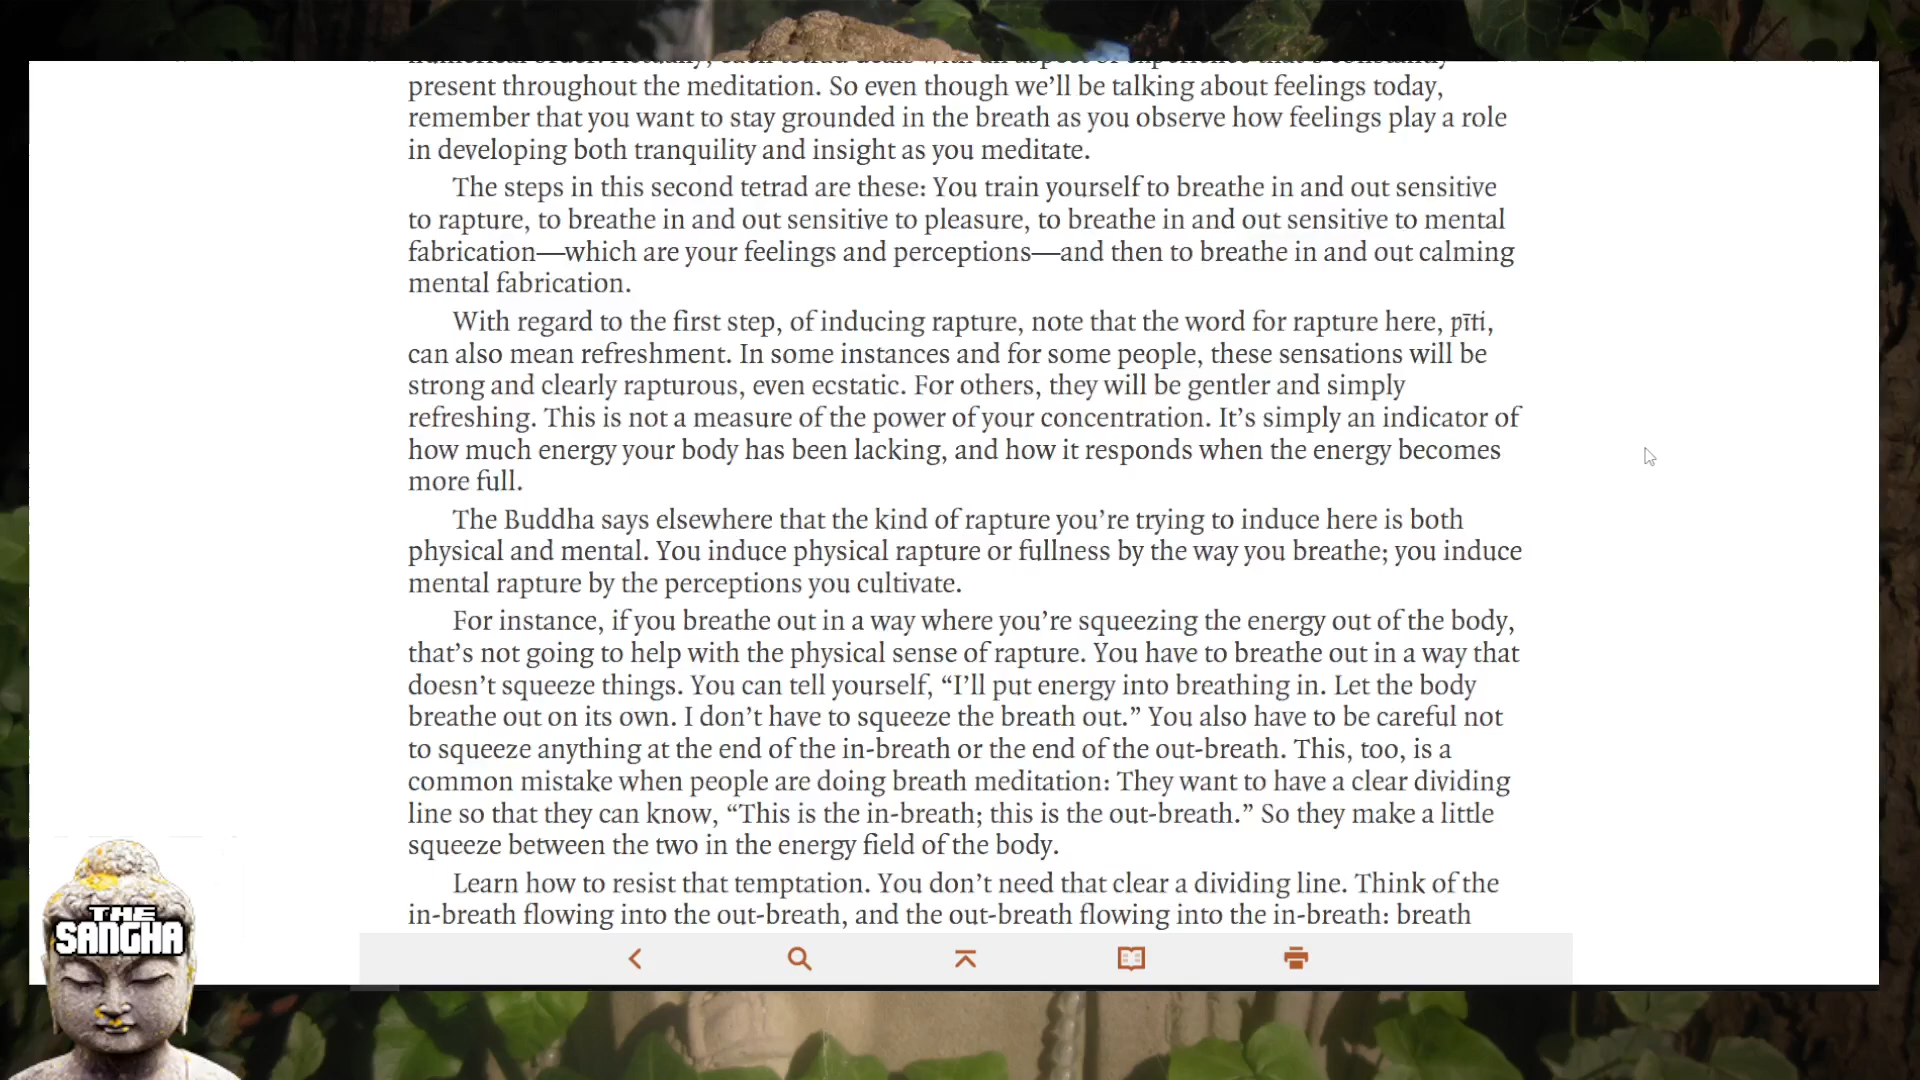 present throughout the meditation. So even though we’ll be talking about feelings today,
remember that you want to stay grounded in the breath as you observe how feelings play a role
in developing both tranquility and insight as you meditate.
The steps in this second tetrad are these: You train yourself to breathe in and out sensitive
to rapture, to breathe in and out sensitive to pleasure, to breathe in and out sensitive to mental
fabrication—which are your feelings and perceptions—and then to breathe in and out calming
mental fabrication.
With regard to the first step, of inducing rapture, note that the word for rapture here, pīti,
can also mean refreshment. In some instances and for some people, these sensations will be
strong and clearly rapturous, even ecstatic. For others, they will be gentler and simply
refreshing. This is not a measure of the power of your concentration. It’s simply an indicator of
how much energy your body has been lacking, and how it responds when the energy becomes
more full.
The Buddha says elsewhere that the kind of rapture you’re trying to induce here is both
physical and mental. You induce physical rapture or fullness by the way you breathe; you induce
mental rapture by the perceptions you cultivate.
For instance, if you breathe out in a way where you’re squeezing the energy out of the body,
that’s not going to help with the physical sense of rapture. You have to breathe out in a way that
doesn’t squeeze things. You can tell yourself, “I’ll put energy into breathing in. Let the body
breathe out on its own. I don’t have to squeeze the breath out.” You also have to be careful not
to squeeze anything at the end of the in-breath or the end of the out-breath. This, too, is a
common mistake when people are doing breath meditation: They want to have a clear dividing
line so that they can know, “This is the in-breath; this is the out-breath.” So they make a little
squeeze between the two in the energy field of the body.
Learn how to resist that temptation. You don’t need that clear a dividing line. Think of the
in-breath flowing into the out-breath, and the out-breath flowing into the in-breath: breath
THE
SANGHA